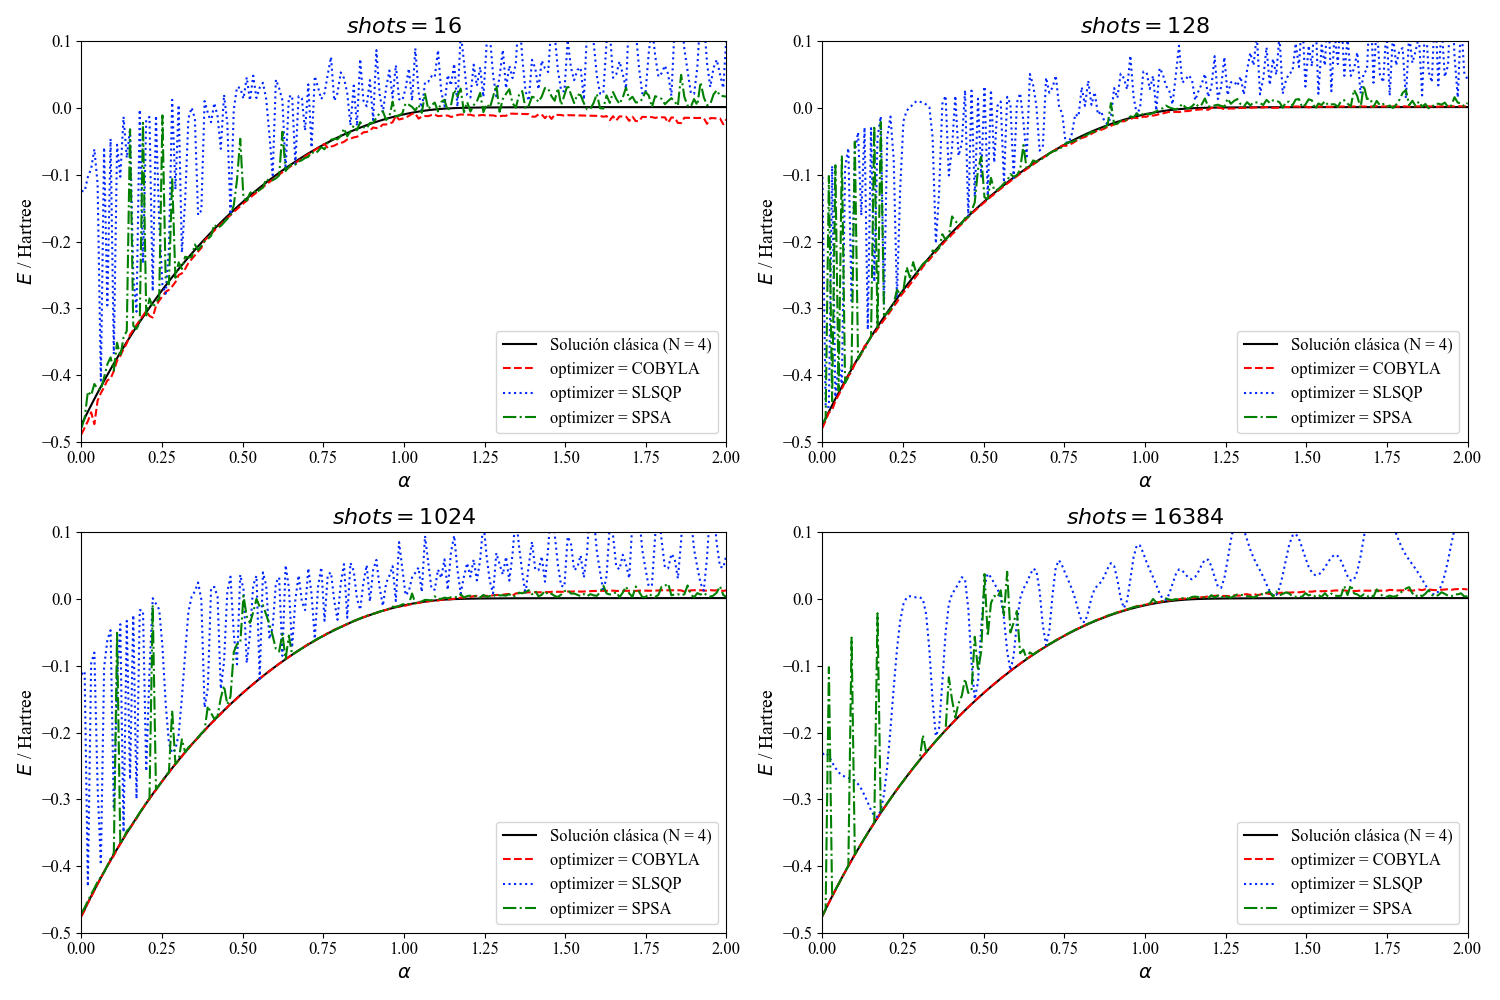 shots = 16
0.1
0.0
−0.1
−0.2
−0.3
−0.4
−0.5
E / Hartree
0.00 0.25 0.50 0.75 1.00 1.25 1.50 1.75 2.00
α
Solución clásica (N = 4)
optimizer = COBYLA
optimizer = SLSQP
optimizer = SPSA
shots = 128
0.1
0.0
−0.1
−0.2
−0.3
−0.4
−0.5
E / Hartree
0.00 0.25 0.50 0.75 1.00 1.25 1.50 1.75 2.00
α
Solución clásica (N = 4)
optimizer = COBYLA
optimizer = SLSQP
optimizer = SPSA
shots = 1024
0.1
0.0
−0.1
−0.2
−0.3
−0.4
−0.5
E / Hartree
0.00 0.25 0.50 0.75 1.00 1.25 1.50 1.75 2.00
α
Solución clásica (N = 4)
optimizer = COBYLA
optimizer = SLSQP
optimizer = SPSA
shots = 16384
0.1
0.0
−0.1
−0.2
−0.3
−0.4
−0.5
E / Hartree
0.00 0.25 0.50 0.75 1.00 1.25 1.50 1.75 2.00
α
Solución clásica (N = 4)
optimizer = COBYLA
optimizer = SLSQP
optimizer = SPSA